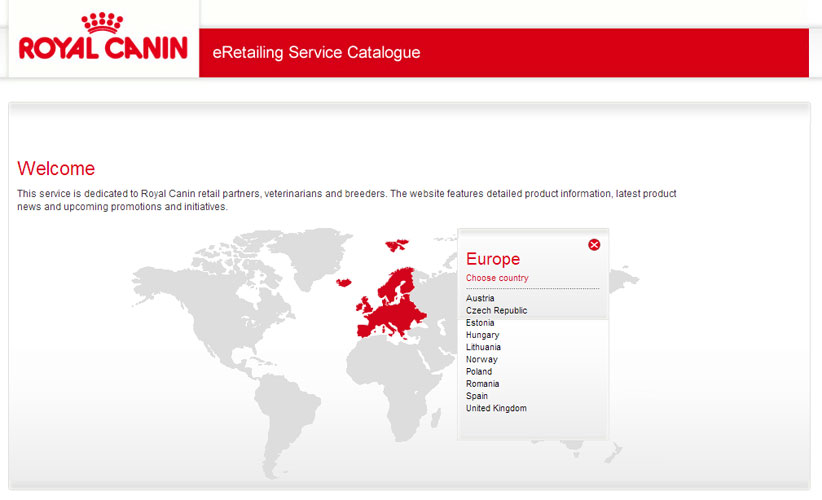 ROYAL CANIN
eRetailing Service Catalogue
Welcome
This service is dedicated to Royal Canin retail partners, veterinarians and breeders. The website features detailed product information, latest product
news and upcoming promotions and initiatives.
Europe
Choose country
Austria
Czech Republic
Estonia
Hungary
Lithuania
Norway
Poland
Romania
Spain
United Kingdom